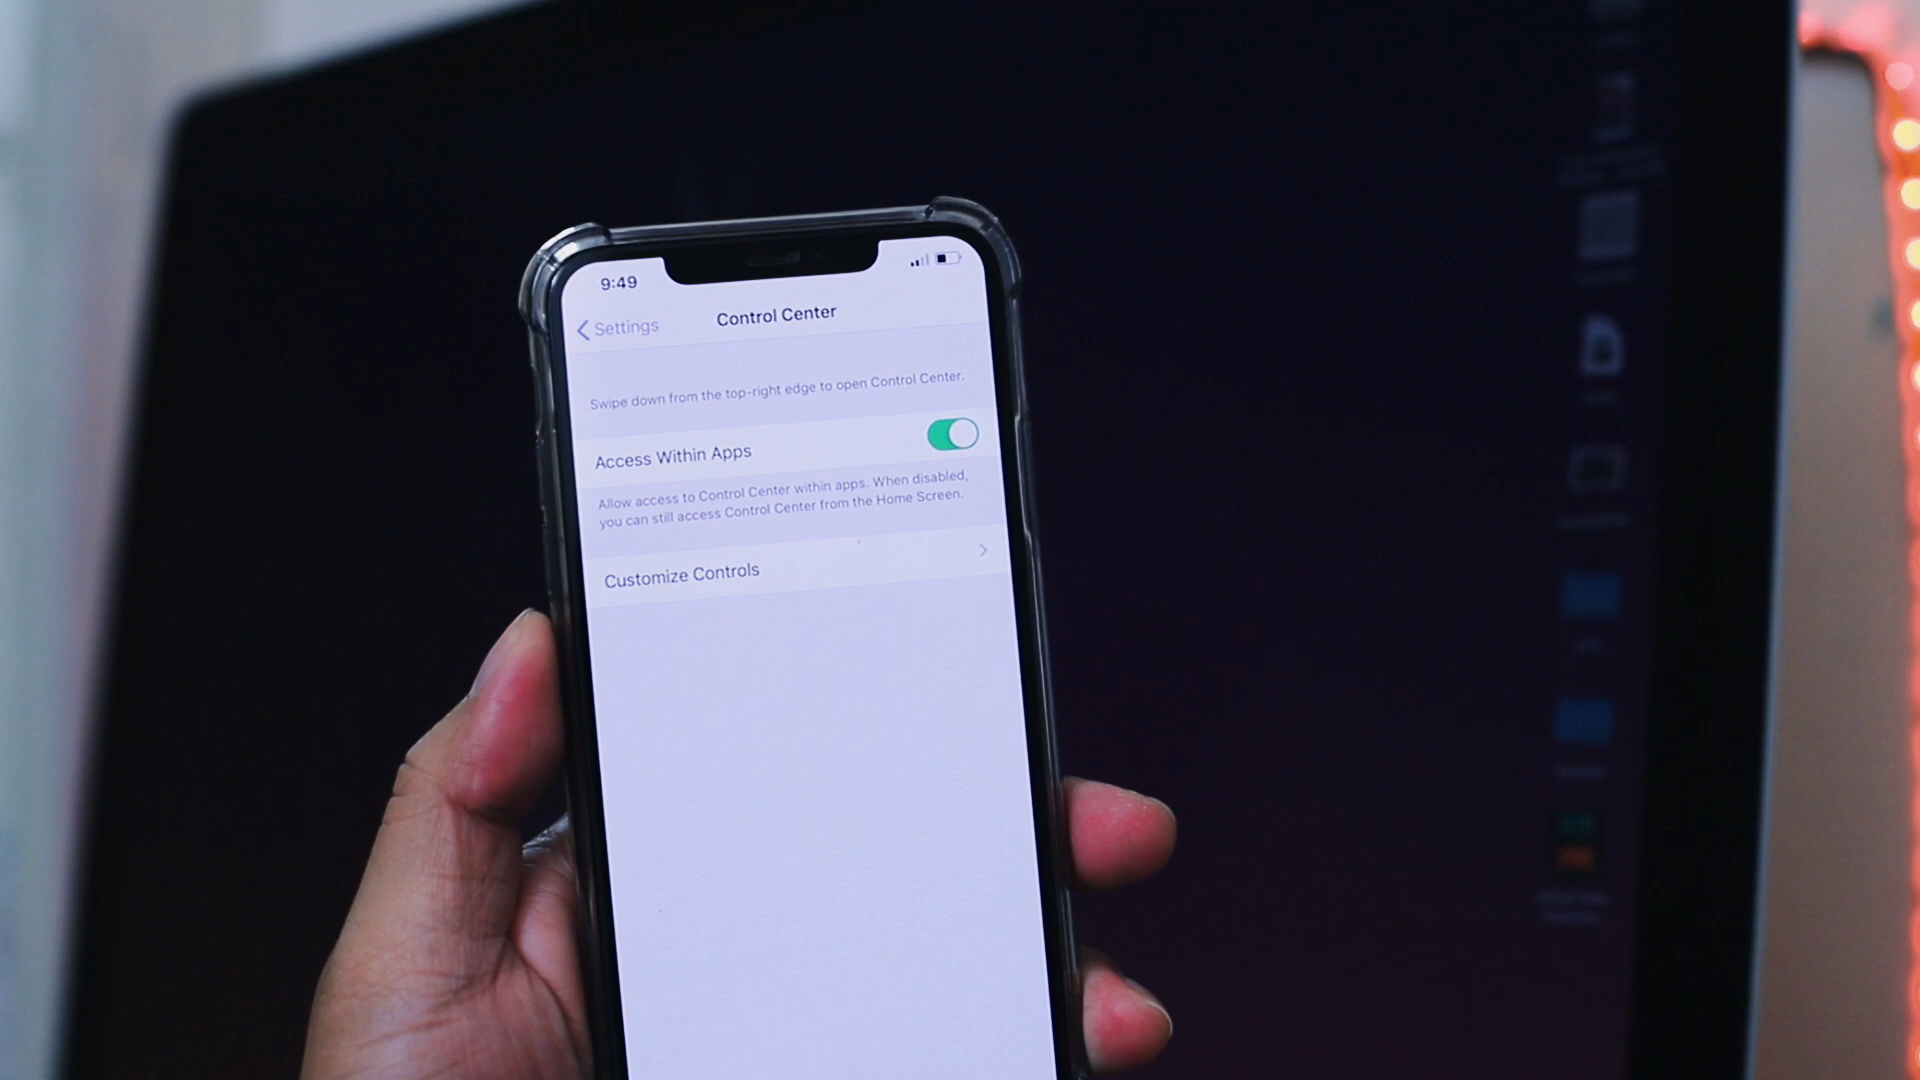 9:49
Settings
Control Center
Swipe down from the top-right edge to open Control Center.
Access Within Apps
Allow access to Control Center within apps. When disabled,
you can still access Control Center from the Home Screen.
Customize Controls